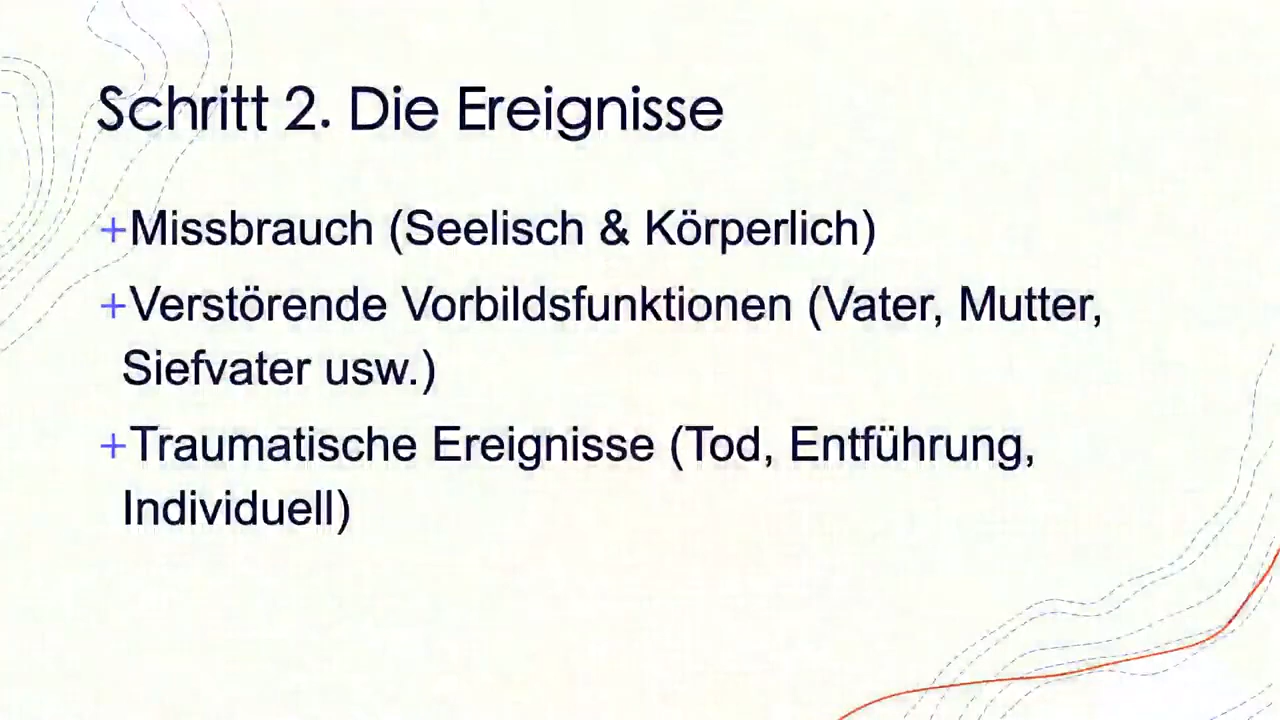 Schritt 2. Die Ereignisse
+Missbrauch (Seelisch & Körperlich)
+Verstörende Vorbildsfunktionen (Vater, Mutter,
Siefvater usw.)
+Traumatische Ereignisse (Tod, Entführung,
Individuell)